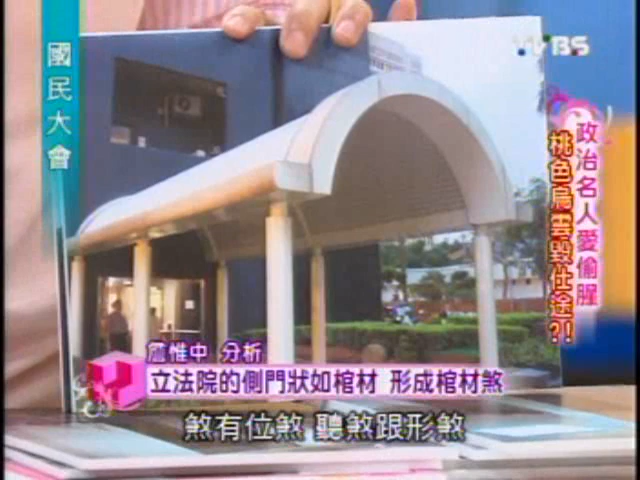 國民大會
TVBS
政治名人愛偷腥
桃色烏雲毀仕途?!
詹惟中 分析
立法院的側門狀如棺材 形成棺材煞
煞有位煞 聽煞跟形煞